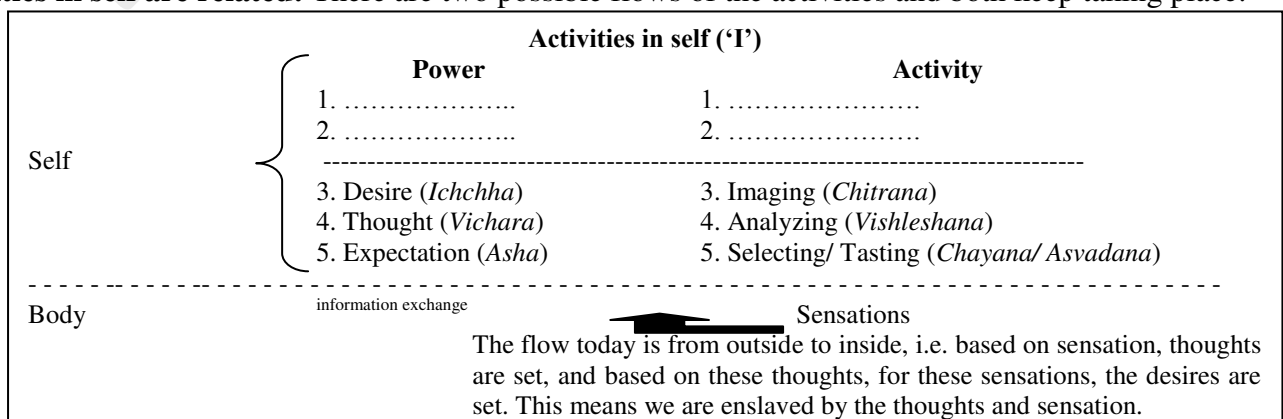 ties in self are related. There are two possible flows of the activities and both keep taking place.
Activities in self (‘I’)
Power Activity
1. ……………….. 1. ………………….
2. ……………….. 2. ………………….
Self
3. Desire (Ichchha) 3. Imaging (Chitrana)
4. Thought (Vichara) 4. Analyzing (Vishleshana)
5. Expectation (Asha) 5. Selecting/ Tasting (Chayana/ Asvadana)
Body information exchange Sensations
The flow today is from outside to inside, i.e. based on sensation, thoughts
are set, and based on these thoughts, for these sensations, the desires are
set. This means we are enslaved by the thoughts and sensation.